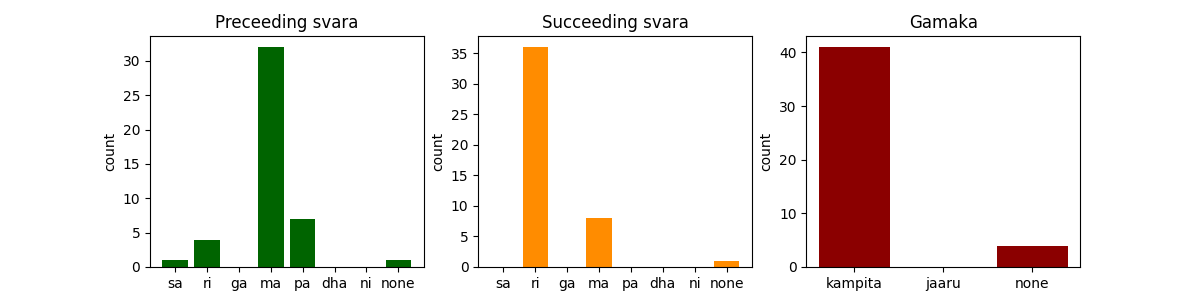 Preceeding svara
count
30
25
20
15
10
5
0
sa ri ga ma pa dha ni none
Succeeding svara
count
35
30
25
20
15
10
5
0
sa ri ga ma pa dha ni none
Gamaka
count
40
30
20
10
0
kampita jaaru none